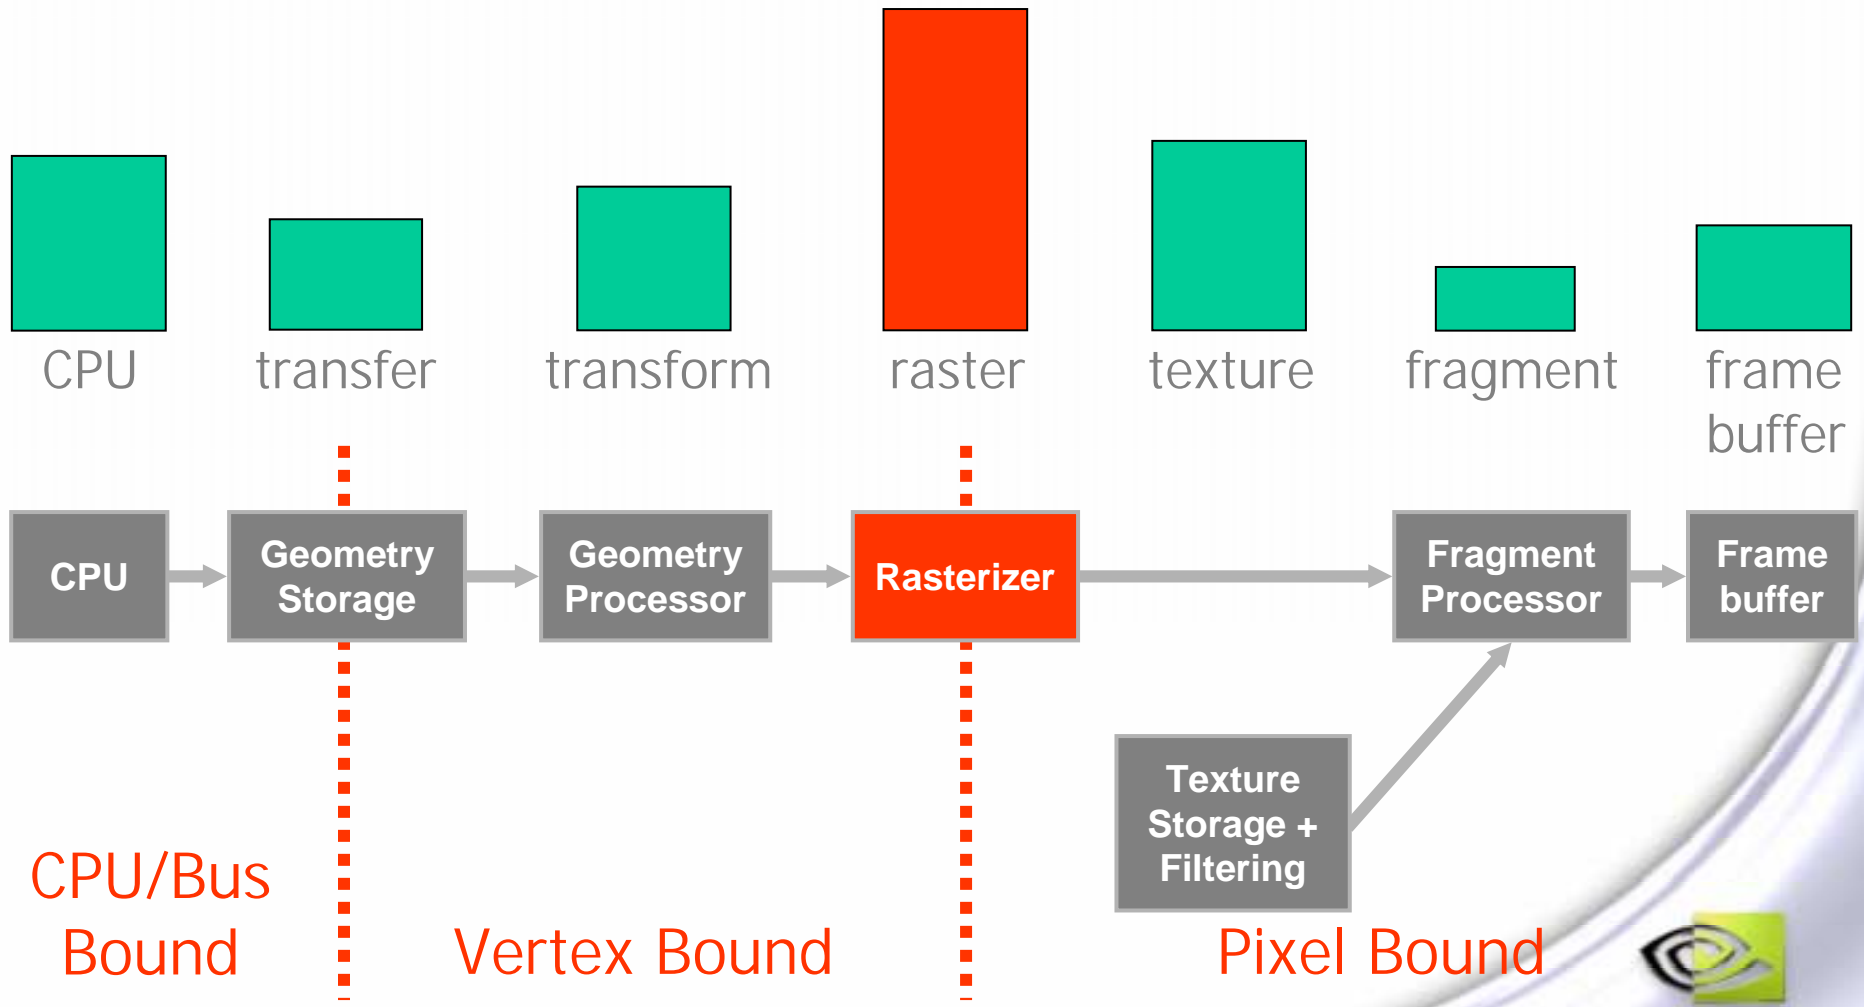 CPU
transfer
transform
raster
texture
fragment
frame
buffer
CPU
Geometry
Storage
Geometry
Processor
Rasterizer
Fragment
Processor
Frame
buffer
Texture
Storage +
Filtering
CPU/Bus
Bound
Vertex Bound
Pixel Bound